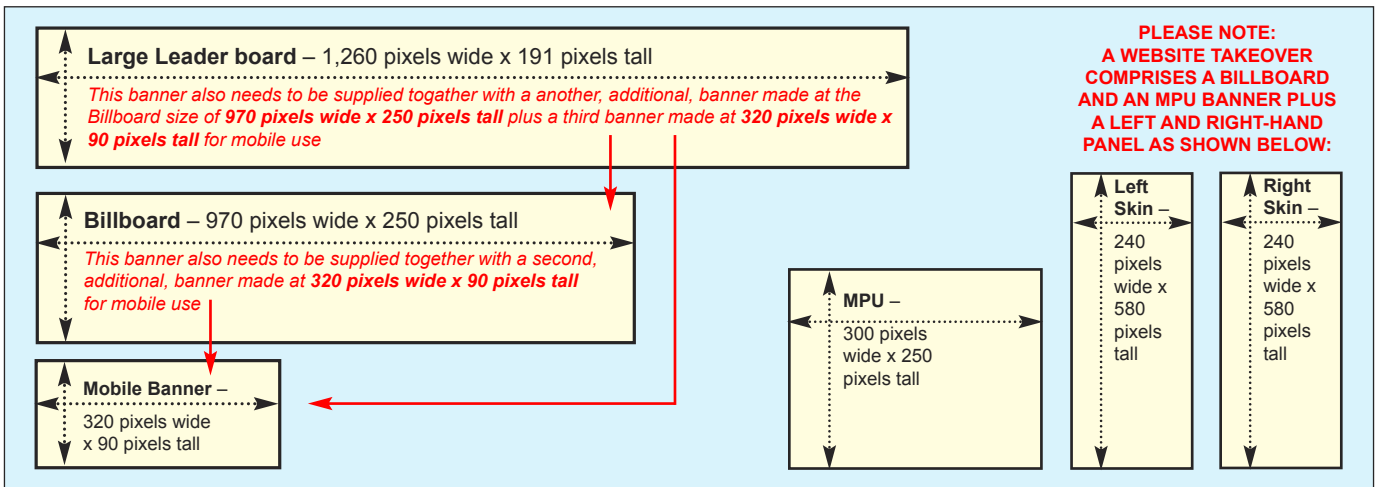 Large Leader board – 1,260 pixels wide x 191 pixels tall
This banner also needs to be supplied togather with a another, additional, banner made at the
Billboard size of 970 pixels wide x 250 pixels tall plus a third banner made at 320 pixels wide x
90 pixels tall for mobile use
Billboard – 970 pixels wide x 250 pixels tall
This banner also needs to be supplied together with a second,
additional, banner made at 320 pixels wide x 90 pixels tall
for mobile use
Mobile Banner –
320 pixels wide
x 90 pixels tall
MPU –
300 pixels
wide x 250
pixels tall
PLEASE NOTE:
A WEBSITE TAKEOVER
COMPRISES A BILLBOARD
AND AN MPU BANNER PLUS
A LEFT AND RIGHT-HAND
PANEL AS SHOWN BELOW:
Left
Skin –
240
pixels
wide x
580
pixels
tall
Right
Skin –
240
pixels
wide x
580
pixels
tall